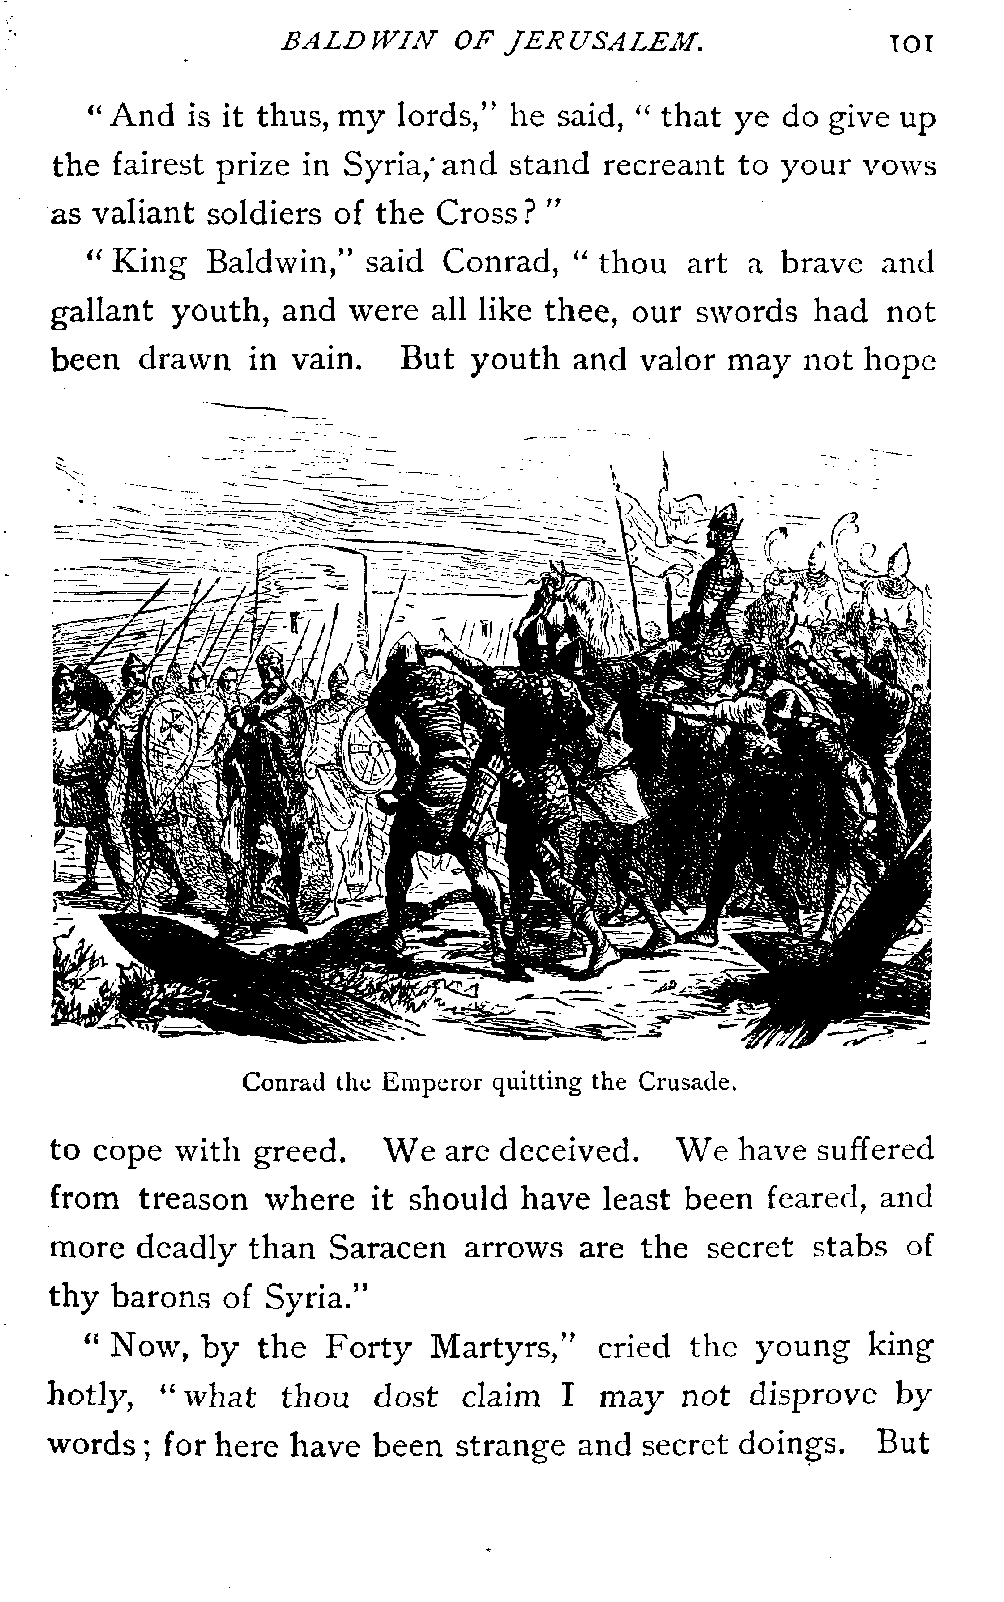 BALDWIN OF JERUSALEM. 101
"And is it thus, my lords," he said, "that ye do give up
the fairest prize in Syria, and stand recreant to your vows
as valiant soldiers of the Cross?"
"King Baldwin," said Conrad, "thou art a brave and
gallant youth, and were all like thee, our swords had not
been drawn in vain. But youth and valor may not hope
Conrad the Emperor quitting the Crusade.
to cope with greed. We are deceived. We have suffered
from treason where it should have least been feared, and
more deadly than Saracen arrows are the secret stabs of
thy barons of Syria."
"Now, by the Forty Martyrs," cried the young king
hotly, "what thou dost claim I may not disprove by
words; for here have been strange and secret doings. But